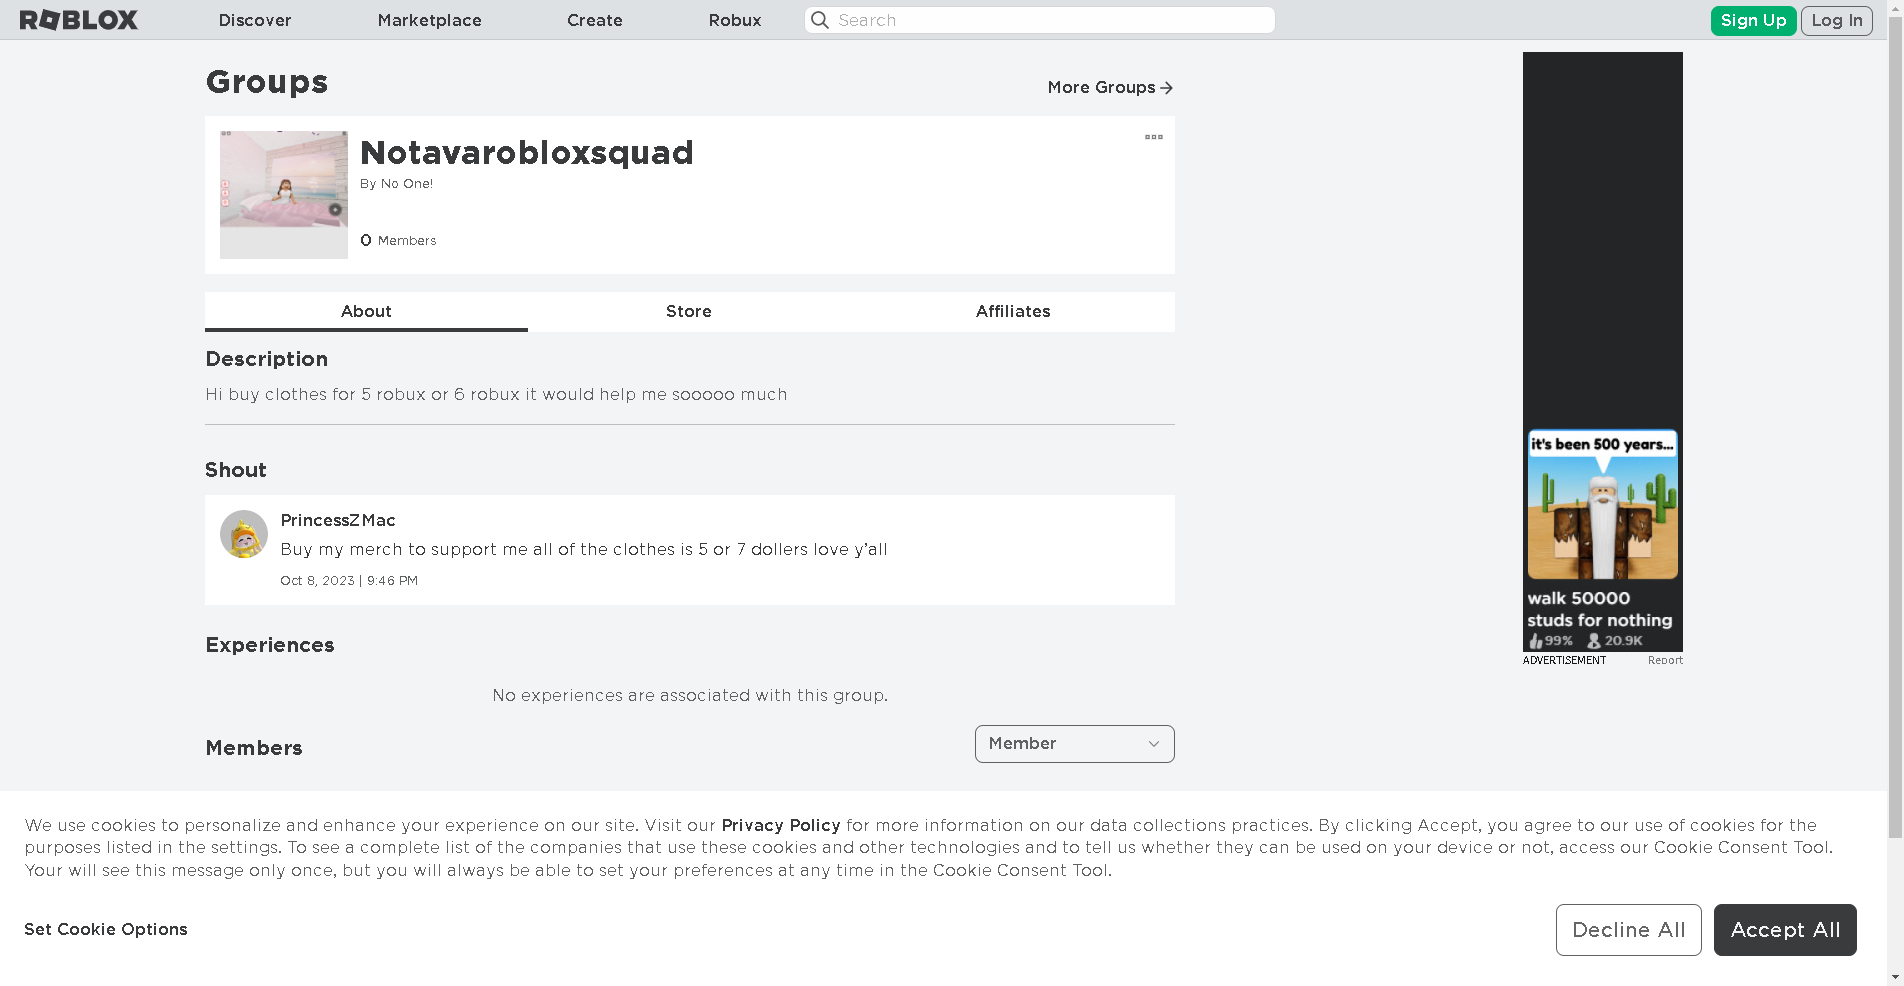 ROBLOX
Discover
Marketplace
Create
Robux
Search
Sign Up
Log In
Groups
More Groups
Notavarobloxsquad
By No One!
0 Members
About
Store
Affiliates
Description
Hi buy clothes for 5 robux or 6 robux it would help me sooooo much
Shout
PrincessZMac
Buy my merch to support me all of the clothes is 5 or 7 dollers love y’all
Oct 8, 2023 | 9:46 PM
Experiences
No experiences are associated with this group.
Members
Member
it's been 500 years...
walk 50000
studs for nothing
99% 20.9K
ADVERTISEMENT
Report
We use cookies to personalize and enhance your experience on our site. Visit our Privacy Policy for more information on our data collections practices. By clicking Accept, you agree to our use of cookies for the
purposes listed in the settings. To see a complete list of the companies that use these cookies and other technologies and to tell us whether they can be used on your device or not, access our Cookie Consent Tool.
Your will see this message only once, but you will always be able to set your preferences at any time in the Cookie Consent Tool.
Set Cookie Options
Decline All
Accept All